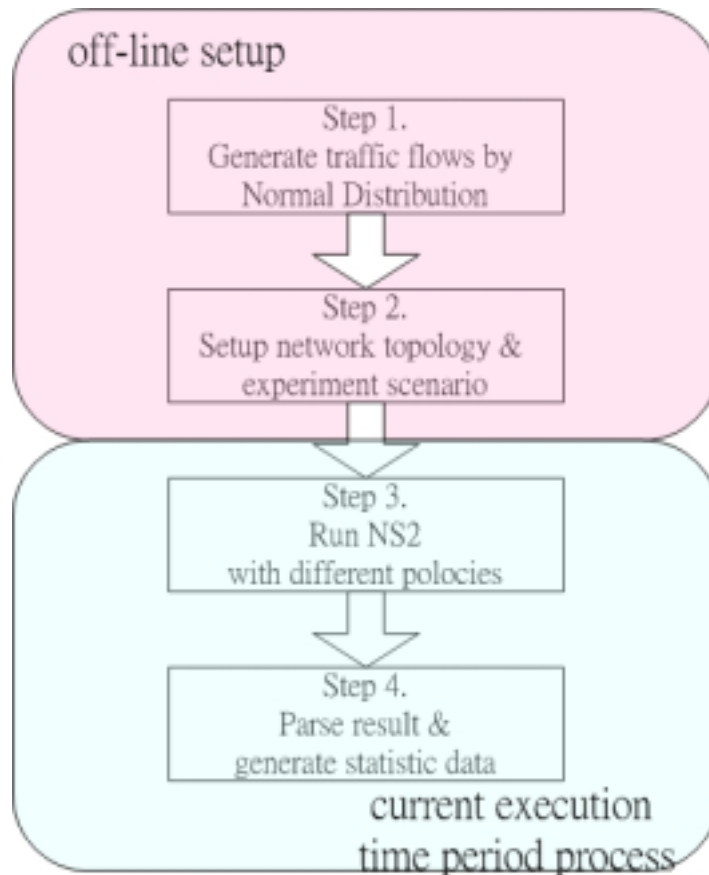 off-line setup
Step 1.
Generate traffic flows by
Normal Distribution
Step 2.
Setup network topology &
experiment scenario
Step 3.
Run NS2
with different polocies
Step 4.
Parse result &
generate statistic data
current execution
time period process